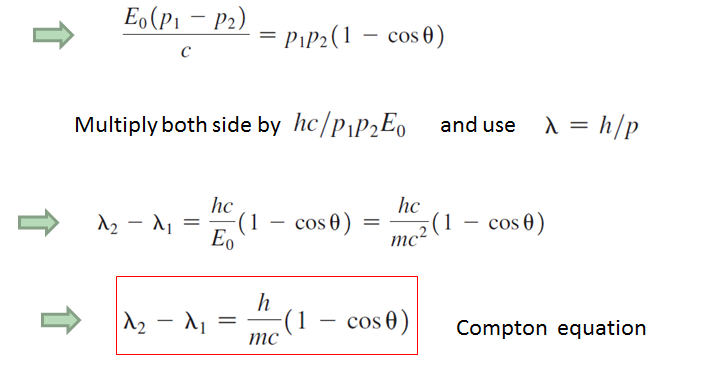 E₀(p₁ − p₂)/c = p₁p₂(1 − cos θ)
Multiply both side by hc/p₁p₂E₀ and use λ = h/p
λ₂ − λ₁ = hc/E₀ (1 − cos θ) = hc/mc² (1 − cos θ)
λ₂ − λ₁ = h/mc (1 − cos θ) Compton equation